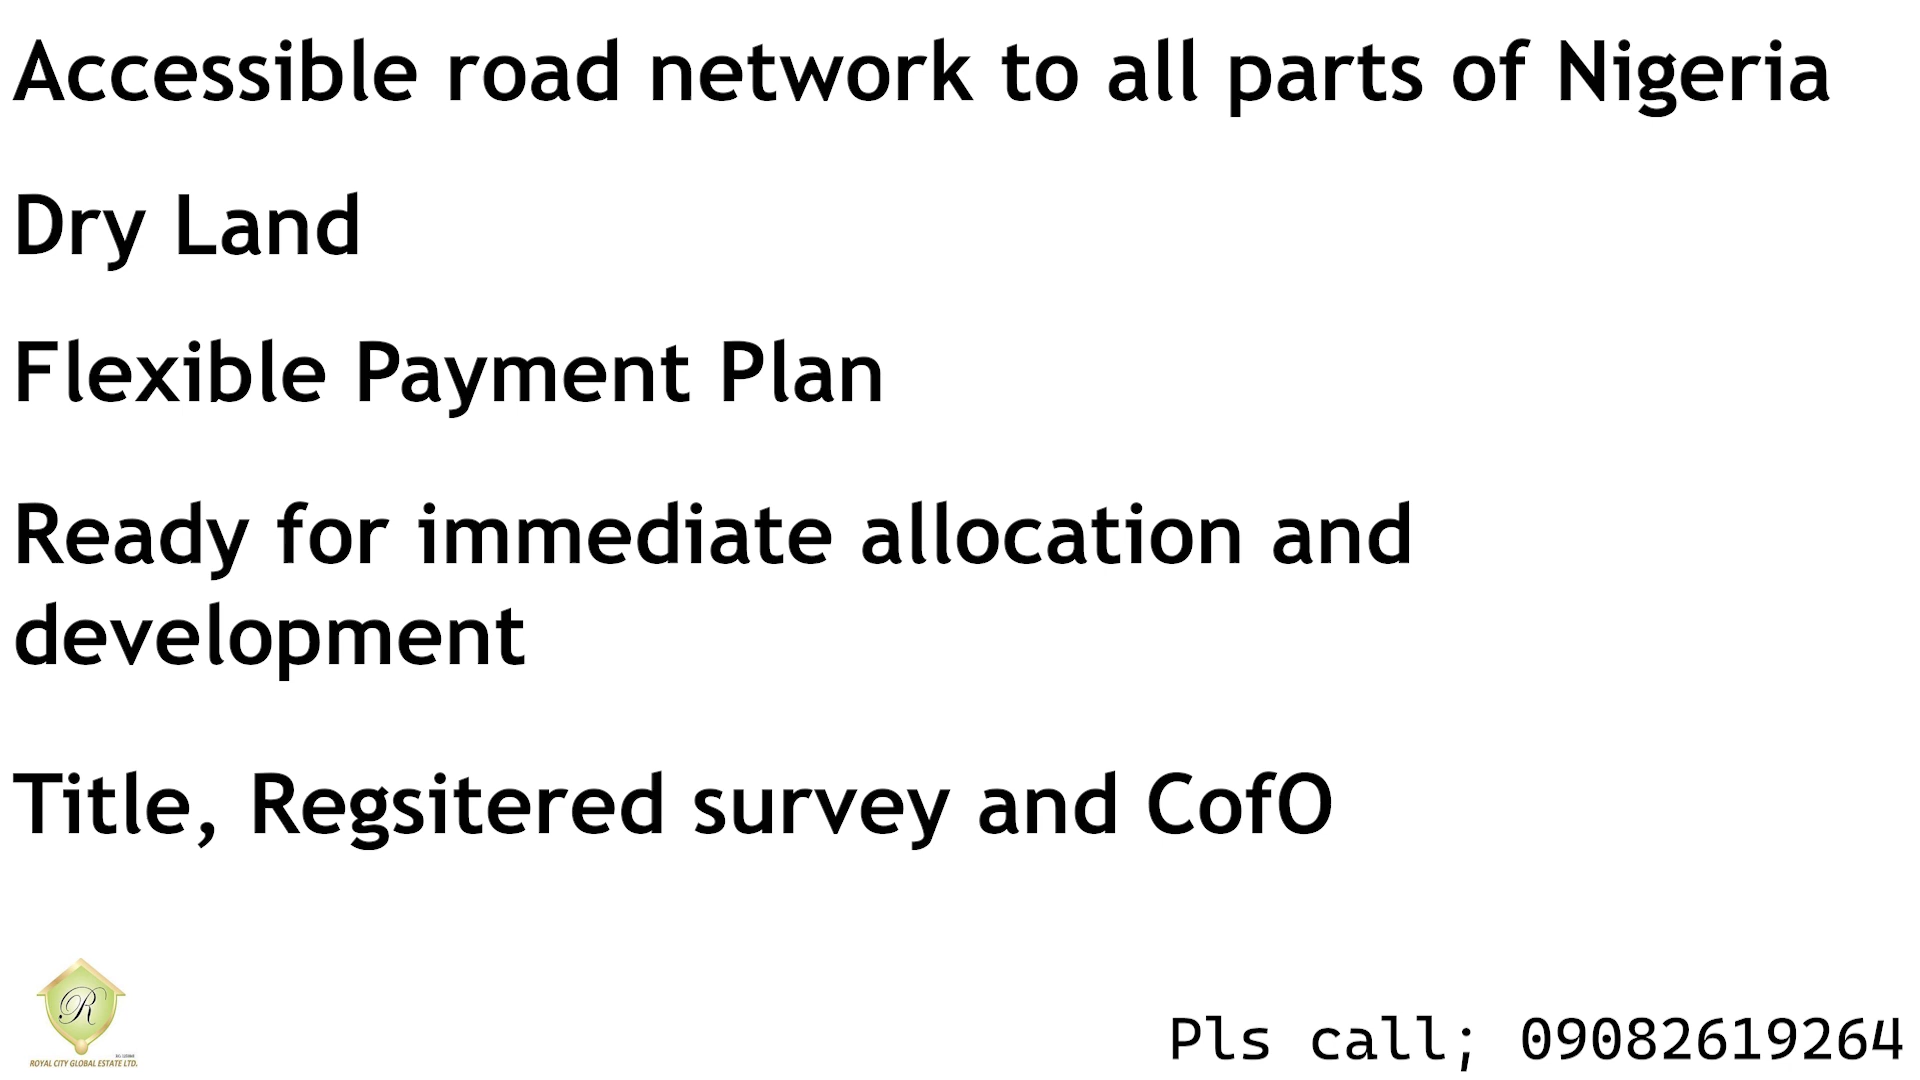 Accessible road network to all parts of Nigeria
Dry Land
Flexible Payment Plan
Ready for immediate allocation and
development
Title, Regsitered survey and CofO
R
ROYAL CITY GLOBAL ESTATE LTD.
Pls call; 09082619264